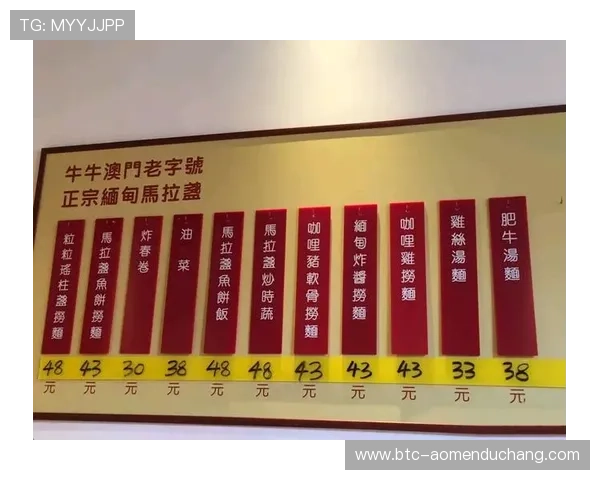 TG: MYYJJPP
牛牛澳門老字號
正宗緬甸馬拉盞
粒粒瑤柱盞撈麵
馬拉盞魚餅撈麵
炸春卷
油菜
馬拉盞魚餅飯
馬拉盞炒時蔬
咖哩豬軟骨撈麵
緬甸炸醬撈麵
咖哩雞撈麵
雞絲湯麵
肥牛湯麵
48 43 30 38 48 48 43 43 43 33 38
元 元 元 元 元 元 元 元 元 元 元
www.btc-aomenduchang.com